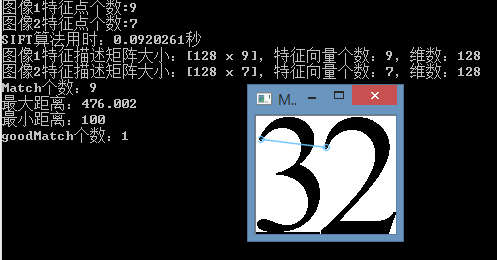 图像1特征点个数:9
图像2特征点个数:7
SIFT算法用时：0.0920261秒
图像1特征描述矩阵大小：[128 x 9]，特征向量个数：9，维数：128
图像2特征描述矩阵大小：[128 x 7]，特征向量个数：7，维数：128
Match个数：9
最大距离：476.002
最小距离：100
goodMatch个数：1
M...
32